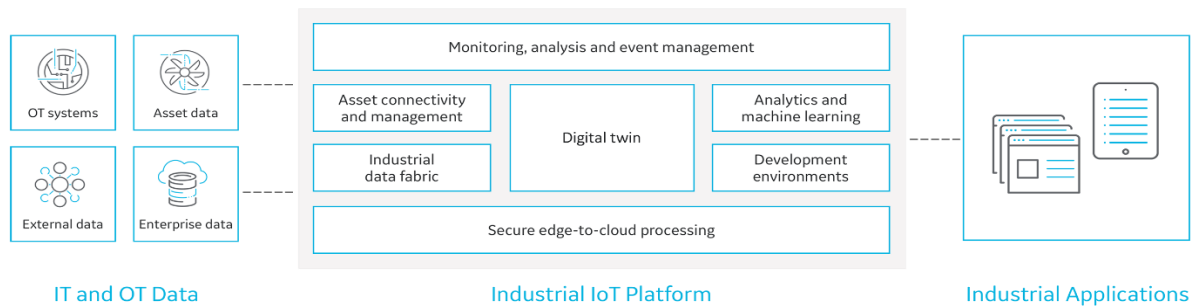 OT systems
Asset data
External data
Enterprise data
IT and OT Data
Monitoring, analysis and event management
Asset connectivity
and management
Digital twin
Analytics and
machine learning
Industrial
data fabric
Development
environments
Secure edge-to-cloud processing
Industrial IoT Platform
Industrial Applications